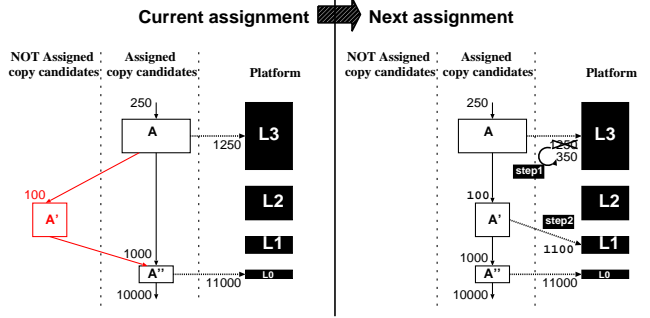 Current assignment
Next assignment
NOT Assigned
copy candidates
Assigned
copy candidates
Platform
250
A
1250
L3
100
A'
L2
L1
1000
A''
11000
L0
10000
NOT Assigned
copy candidates
Assigned
copy candidates
Platform
250
A
L3
1250
350
step1
100
L2
A'
step2
L1
1100
1000
A''
L0
11000
10000